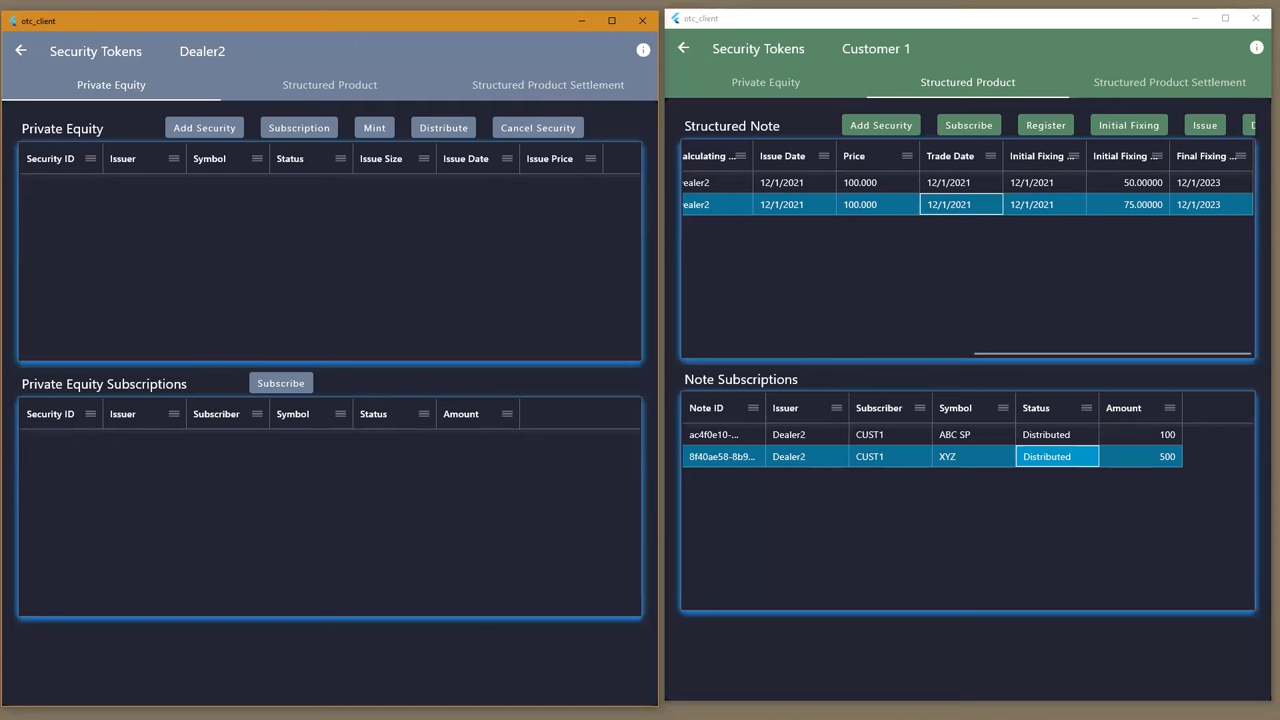 otc_client
Security Tokens Dealer2
Private Equity Structured Product Structured Product Settlement
Private Equity Add Security Subscription Mint Distribute Cancel Security
Security ID Issuer Symbol Status Issue Size Issue Date Issue Price
Private Equity Subscriptions Subscribe
Security ID Issuer Subscriber Symbol Status Amount
otc_client
Security Tokens Customer 1
Private Equity Structured Product Structured Product Settlement
Structured Note Add Security Subscribe Register Initial Fixing Issue D
alculating ... Issue Date Price Trade Date Initial Fixing ... Initial Fixing ... Final Fixing ...
ealer2 12/1/2021 100.000 12/1/2021 12/1/2021 50.00000 12/1/2023
ealer2 12/1/2021 100.000 12/1/2021 12/1/2021 75.00000 12/1/2023
Note Subscriptions
Note ID Issuer Subscriber Symbol Status Amount
ac4f0e10-... Dealer2 CUST1 ABC SP Distributed 100
8f40ae58-8b9... Dealer2 CUST1 XYZ Distributed 500